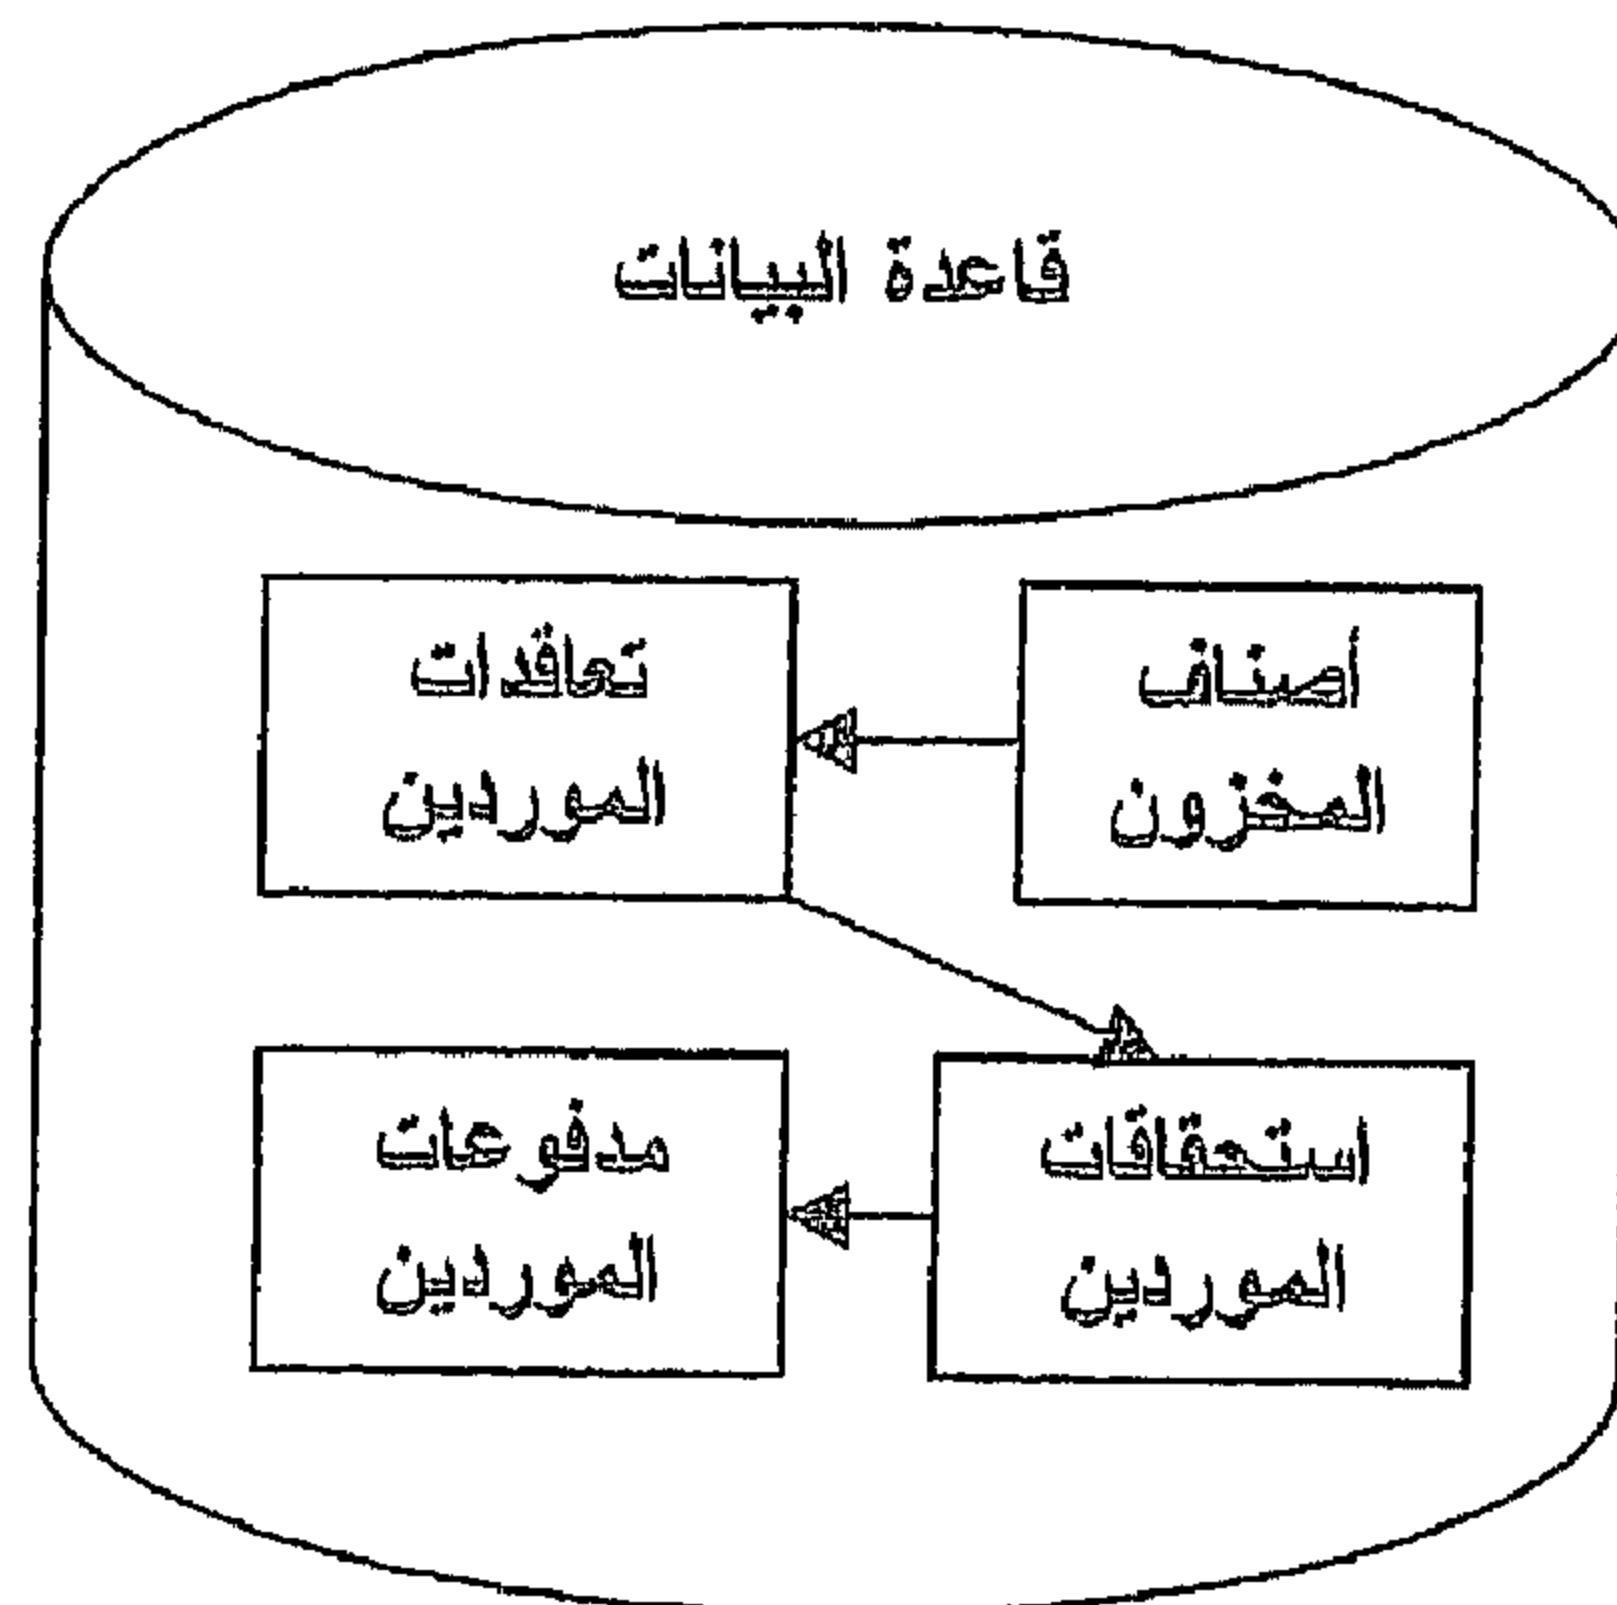 قاعدة البيانات
أصناف
المخزون
تعاقدات
الموردين
استحقاقات
الموردين
مدفوعات
الموردين